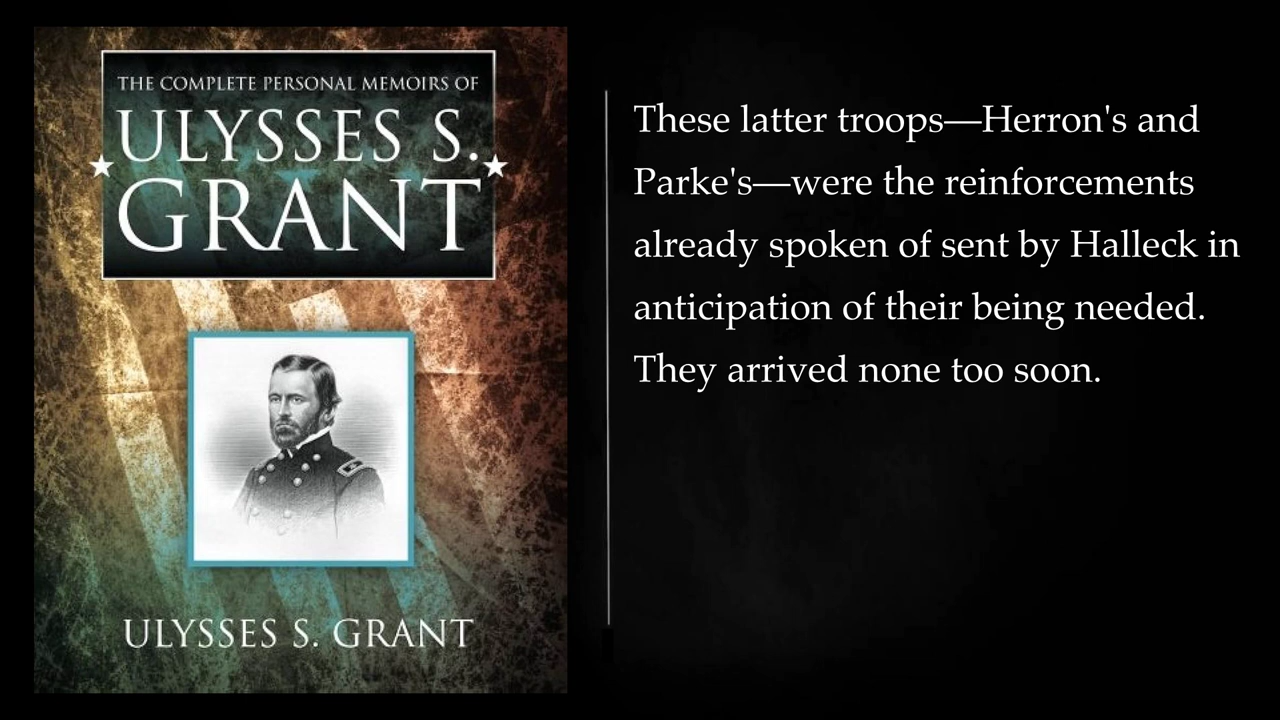 THE COMPLETE PERSONAL MEMOIRS OF
ULYSSES S.
GRANT
ULYSSES S. GRANT
These latter troops—Herron's and
Parke's—were the reinforcements
already spoken of sent by Halleck in
anticipation of their being needed.
They arrived none too soon.